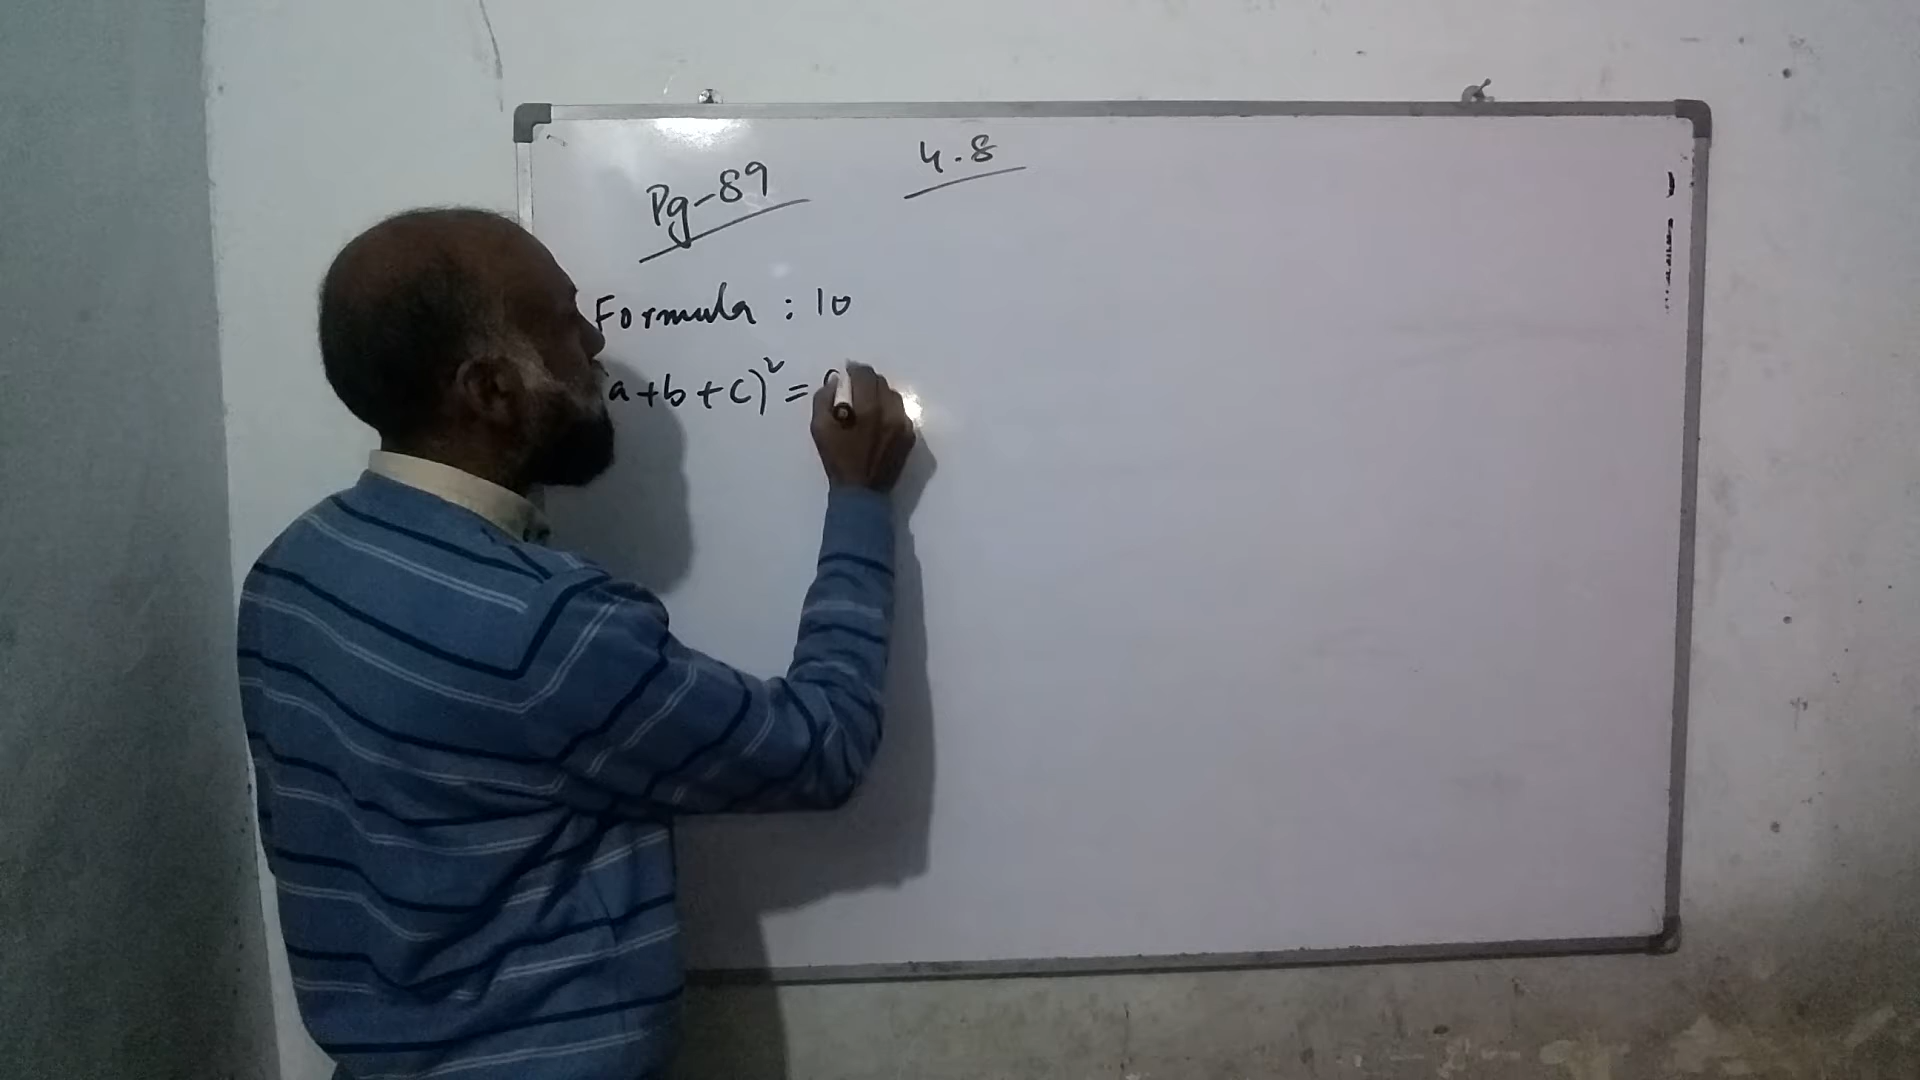 4.8
Pg-89
Formula : 10
a+b+c)² =